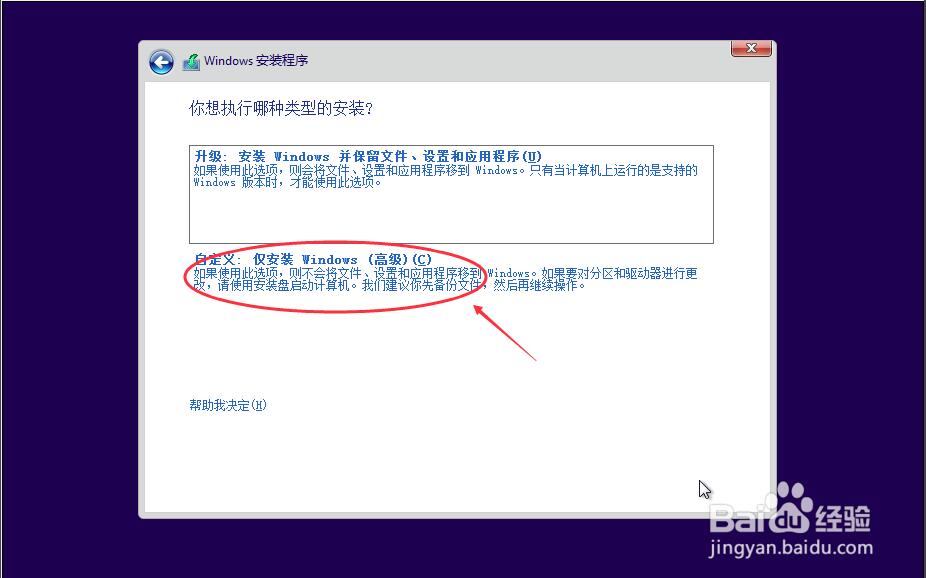 Windows 安装程序
你想执行哪种类型的安装?
升级: 安装 Windows 并保留文件、设置和应用程序(U)
如果使用此选项，则会将文件、设置和应用程序移到 Windows。只有当计算机上运行的是支持的
Windows 版本时，才能使用此选项。
自定义: 仅安装 Windows (高级)(C)
如果使用此选项，则不会将文件、设置和应用程序移到 Windows。如果要对分区和驱动器进行更
改，请使用安装盘启动计算机。我们建议你先备份文件，然后再继续操作。
帮助我决定(H)
Baidu 经验
jingyan.baidu.com